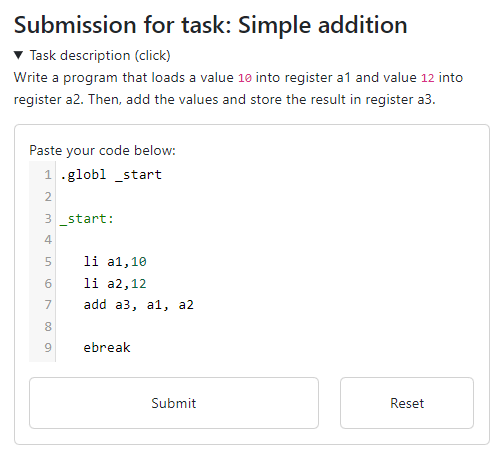 Submission for task: Simple addition
▼ Task description (click)
Write a program that loads a value 10 into register a1 and value 12 into
register a2. Then, add the values and store the result in register a3.
Paste your code below:
1 .globl _start
2
3 _start:
4
5    li a1,10
6    li a2,12
7    add a3, a1, a2
8
9    ebreak
Submit Reset